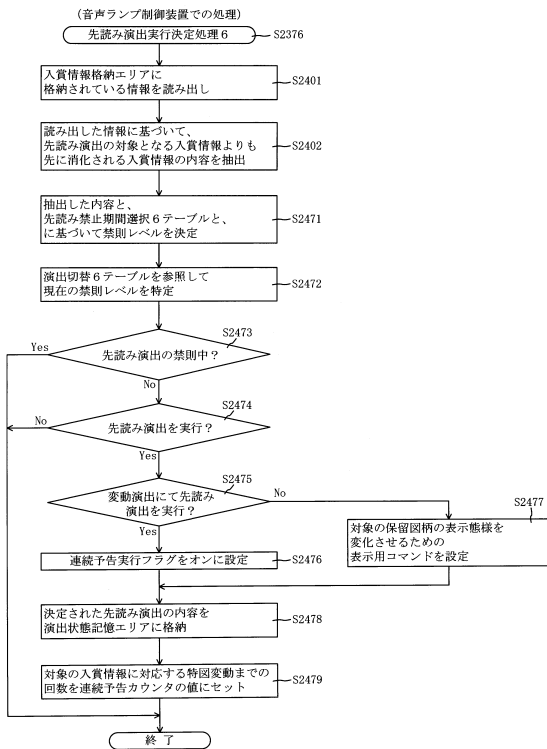 (音声ランプ制御装置での処理)
先読み演出実行決定処理6
S2376
入賞情報格納エリアに
格納されている情報を読み出し
S2401
読み出した情報に基づいて、
先読み演出の対象となる入賞情報よりも
先に消化される入賞情報の内容を抽出
S2402
抽出した内容と、
先読み禁止期間選択6テーブルと、
に基づいて禁則レベルを決定
S2471
演出切替6テーブルを参照して
現在の禁則レベルを特定
S2472
S2473
Yes
先読み演出の禁則中?
No
S2474
No
先読み演出を実行?
Yes
S2475
変動演出にて先読み
演出を実行?
No
S2477
Yes
対象の保留図柄の表示態様を
変化させるための
表示用コマンドを設定
連続予告実行フラグをオンに設定
S2476
決定された先読み演出の内容を
演出状態記憶エリアに格納
S2478
対象の入賞情報に対応する特図変動までの
回数を連続予告カウンタの値にセット
S2479
終了